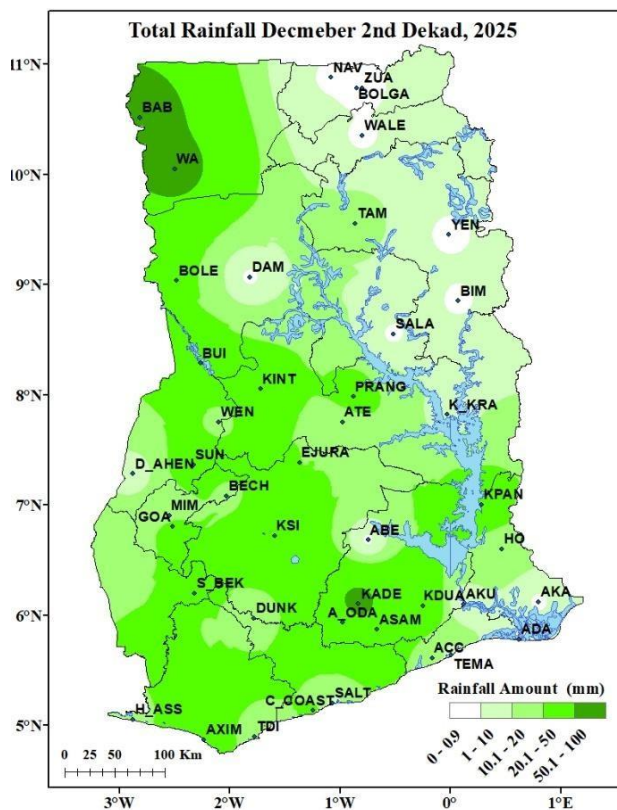 Total Rainfall Decmeber 2nd Dekad, 2025
11°N
NAV
ZUA
BOLGA
BAB
WALE
10°N
WA
TAM
YEN
9°N
BOLE
DAM
BIM
SALA
BUI
8°N
KINT
PRANG
WEN
ATE
K_KRA
SUN
EJURA
D_AHEN
BECH
7°N
MIM
KPAN
GOA
KSI
ABE
HO
S_BEK
KADE
KDUA
AKU
AKA
6°N
DUNK
A_ODA
ASAM
ADA
ACC
TEMA
SALT
Rainfall Amount (mm)
C_COAST
H_ASS
5°N
AXIM
TDI
0 – 0.9
1 – 10
10.1 - 20
20.1 - 50
50.1 - 100
0 25 50 100 Km
3°W
2°W
1°W
0°
1°E